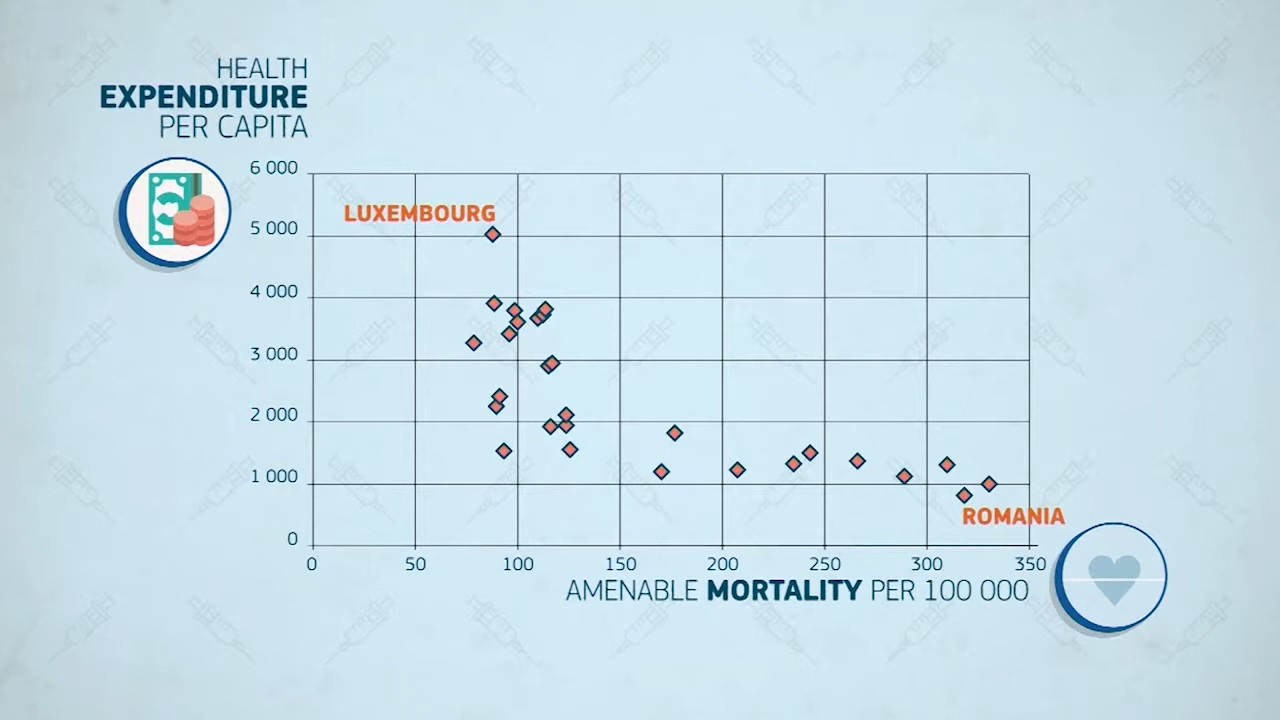 HEALTH
EXPENDITURE
PER CAPITA
6 000
LUXEMBOURG
5 000
4 000
3 000
2 000
1 000
ROMANIA
0
0 50 100 150 200 250 300 350
AMENABLE MORTALITY PER 100 000